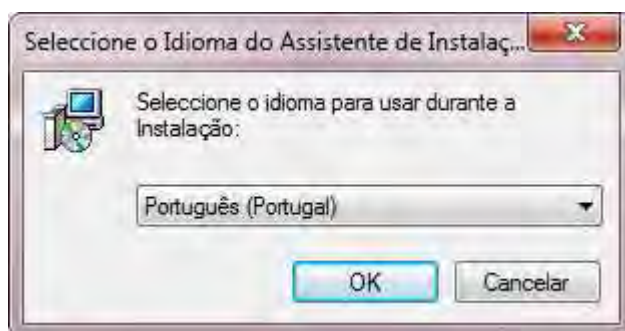 Seleccione o Idioma do Assistente de Instalaç...
Seleccione o idioma para usar durante a
Instalação:
Português (Portugal)
OK
Cancelar